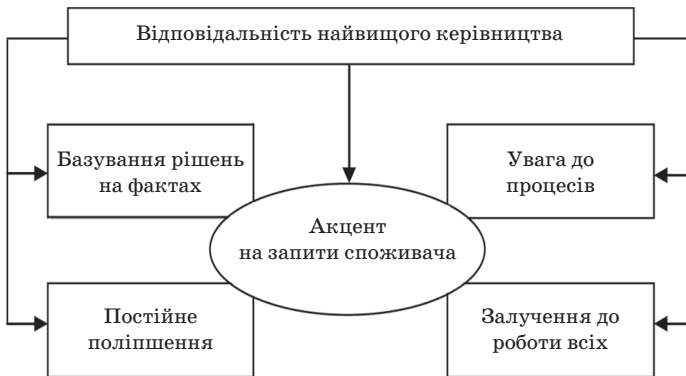 Відповідальність найвищого керівництва
Базування рішень
на фактах
Увага до
процесів
Акцент
на запити споживача
Постійне
поліпшення
Залучення до
роботи всіх